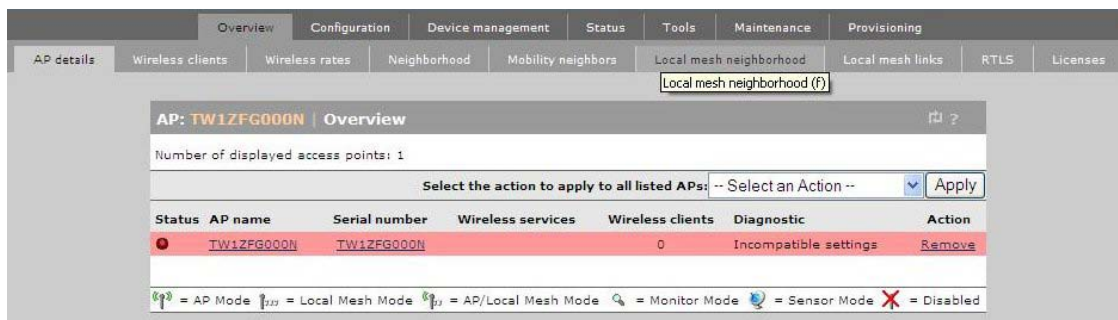 Overview Configuration Device management Status Tools Maintenance Provisioning
AP details Wireless clients Wireless rates Neighborhood Mobility neighbors Local mesh neighborhood Local mesh links RTLS Licenses
Local mesh neighborhood (f)
AP: TW1ZFG000N | Overview ?
Number of displayed access points: 1
Select the action to apply to all listed APs: -- Select an Action -- Apply
Status AP name Serial number Wireless services Wireless clients Diagnostic Action
TW1ZFG000N TW1ZFG000N 0 Incompatible settings Remove
= AP Mode = Local Mesh Mode = AP/Local Mesh Mode = Monitor Mode = Sensor Mode = Disabled